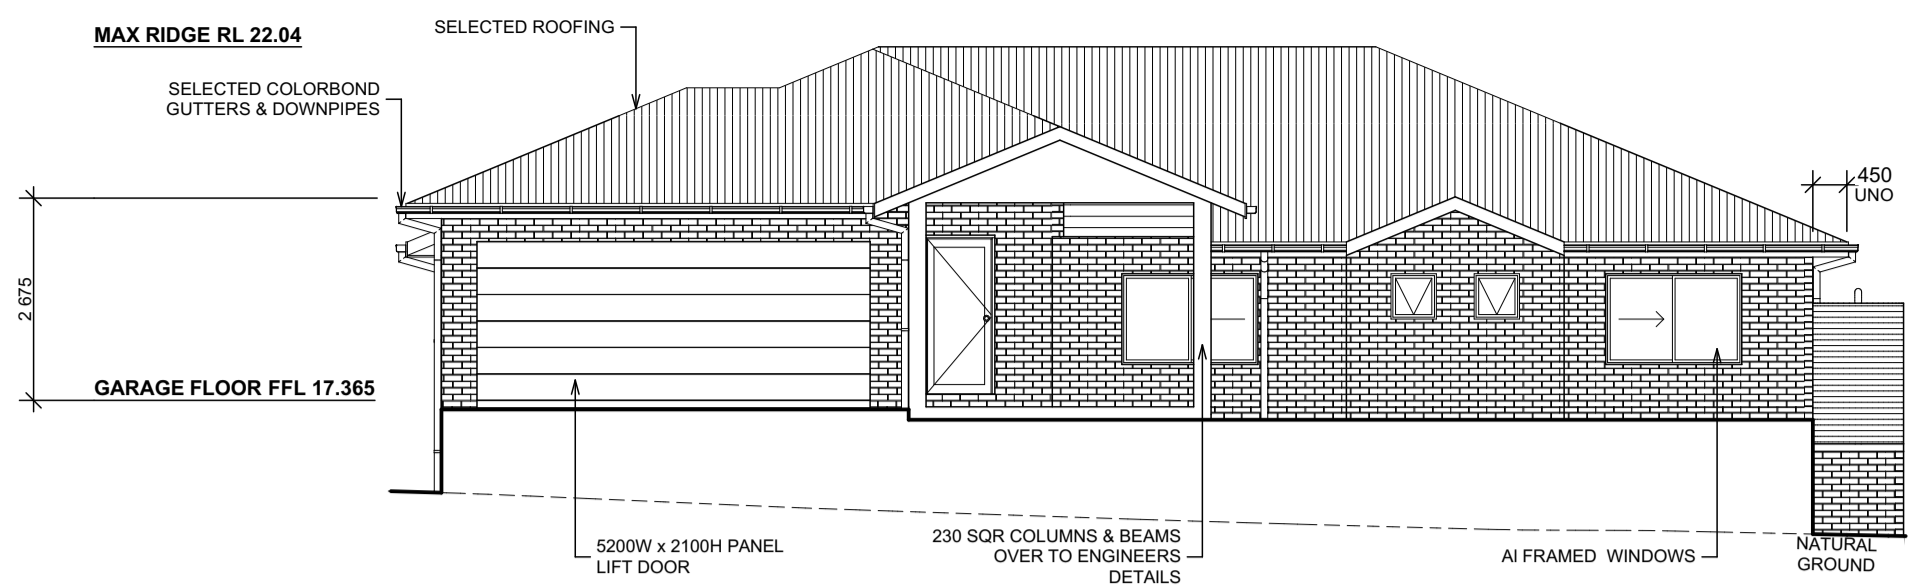 MAX RIDGE RL 22.04
SELECTED ROOFING
SELECTED COLORBOND
GUTTERS & DOWNPIPES
450
UNO
2 675
GARAGE FLOOR FFL 17.365
5200W x 2100H PANEL
LIFT DOOR
230 SQR COLUMNS & BEAMS
OVER TO ENGINEERS
DETAILS
Al FRAMED WINDOWS
NATURAL
GROUND